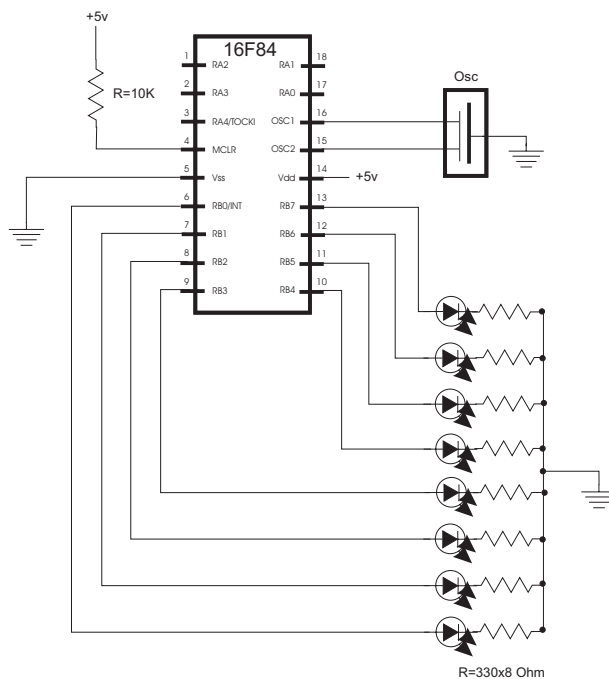 +5v
R=10K
16F84
1 RA2 RA1 18
2 RA3 RA0 17
3 RA4/TOCKI OSC1 16
4 MCLR OSC2 15
5 Vss Vdd 14
6 RB0/INT RB7 13
7 RB1 RB6 12
8 RB2 RB5 11
9 RB3 RB4 10
Osc
+5v
R=330x8 Ohm